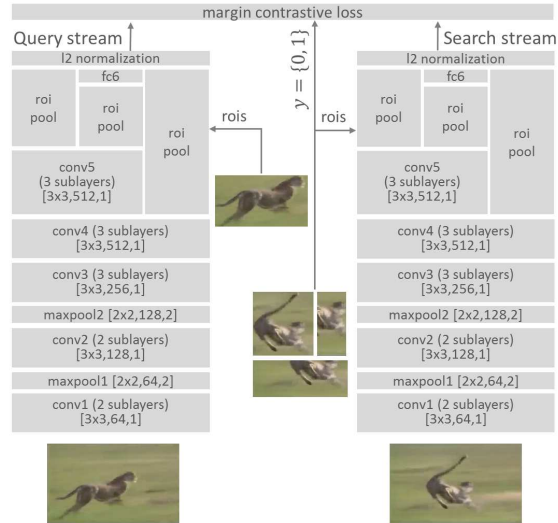 margin contrastive loss
Query stream
l2 normalization
fc6
roi
pool
roi
pool
roi
pool
conv5
(3 sublayers)
[3x3,512,1]
conv4 (3 sublayers)
[3x3,512,1]
conv3 (3 sublayers)
[3x3,256,1]
maxpool2 [2x2,128,2]
conv2 (2 sublayers)
[3x3,128,1]
maxpool1 [2x2,64,2]
conv1 (2 sublayers)
[3x3,64,1]
rois
y = {0, 1}
rois
Search stream
l2 normalization
fc6
roi
pool
roi
pool
roi
pool
conv5
(3 sublayers)
[3x3,512,1]
conv4 (3 sublayers)
[3x3,512,1]
conv3 (3 sublayers)
[3x3,256,1]
maxpool2 [2x2,128,2]
conv2 (2 sublayers)
[3x3,128,1]
maxpool1 [2x2,64,2]
conv1 (2 sublayers)
[3x3,64,1]